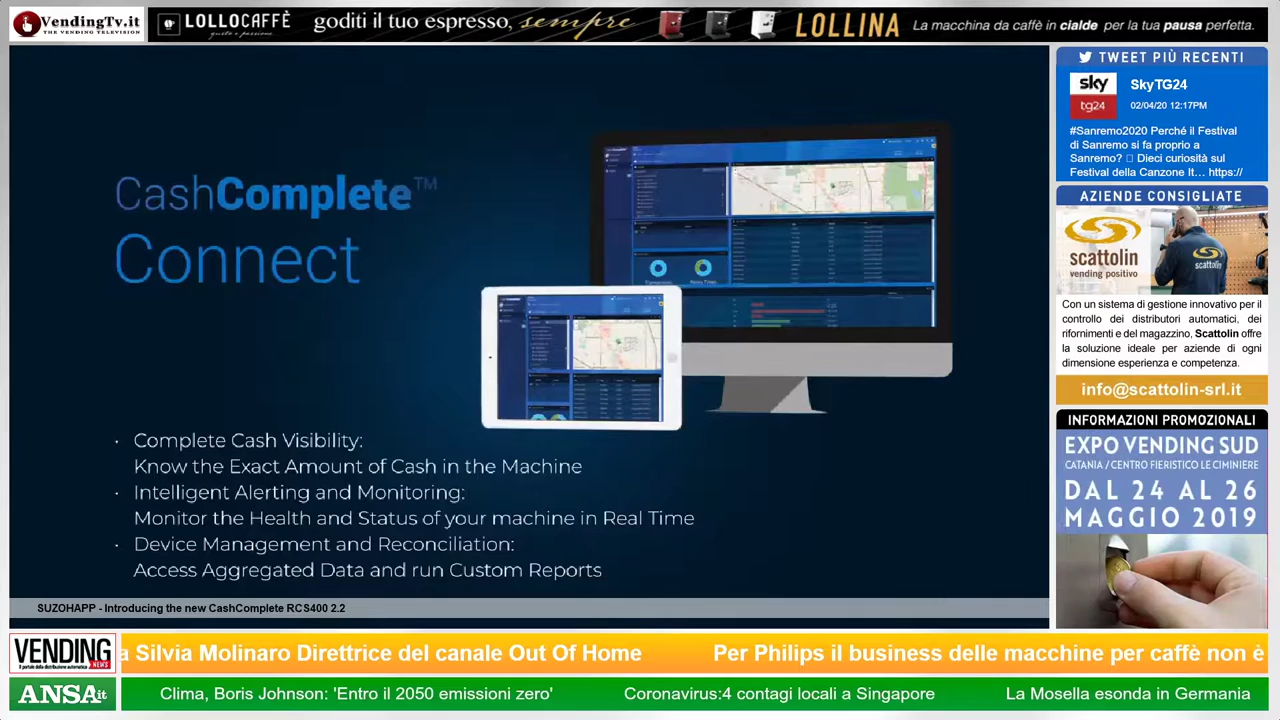 VendingTv.it
THE VENDING TELEVISION
LOLLOCAFFÈ
gusto e passione
goditi il tuo espresso, sempre
LOLLINA
La macchina da caffè in cialde per la tua pausa perfetta.
CashComplete™
Connect
· Complete Cash Visibility:
Know the Exact Amount of Cash in the Machine
· Intelligent Alerting and Monitoring:
Monitor the Health and Status of your machine in Real Time
· Device Management and Reconciliation:
Access Aggregated Data and run Custom Reports
SUZOHAPP - Introducing the new CashComplete RCS400 2.2
TWEET PIÙ RECENTI
sky
tg24
SkyTG24
02/04/20 12:17PM
#Sanremo2020 Perché il Festival
di Sanremo si fa proprio a
Sanremo? Dieci curiosità sul
Festival della Canzone It… https://
AZIENDE CONSIGLIATE
scattolin
vending positivo
scattolin
Con un sistema di gestione innovativo per il
controllo dei distributori automatici, dei
rifornimenti e del magazzino, Scattolin offre
la soluzione ideale per aziende di ogni
dimensione esperienza e competenza.
info@scattolin-srl.it
INFORMAZIONI PROMOZIONALI
EXPO VENDING SUD
CATANIA / CENTRO FIERISTICO LE CIMINIERE
DAL 24 AL 26
MAGGIO 2019
VENDING
NEWS
Il portale della distribuzione automatica
a Silvia Molinaro Direttrice del canale Out Of Home
Per Philips il business delle macchine per caffè non è
ANSA.it
Clima, Boris Johnson: 'Entro il 2050 emissioni zero'
Coronavirus:4 contagi locali a Singapore
La Mosella esonda in Germania